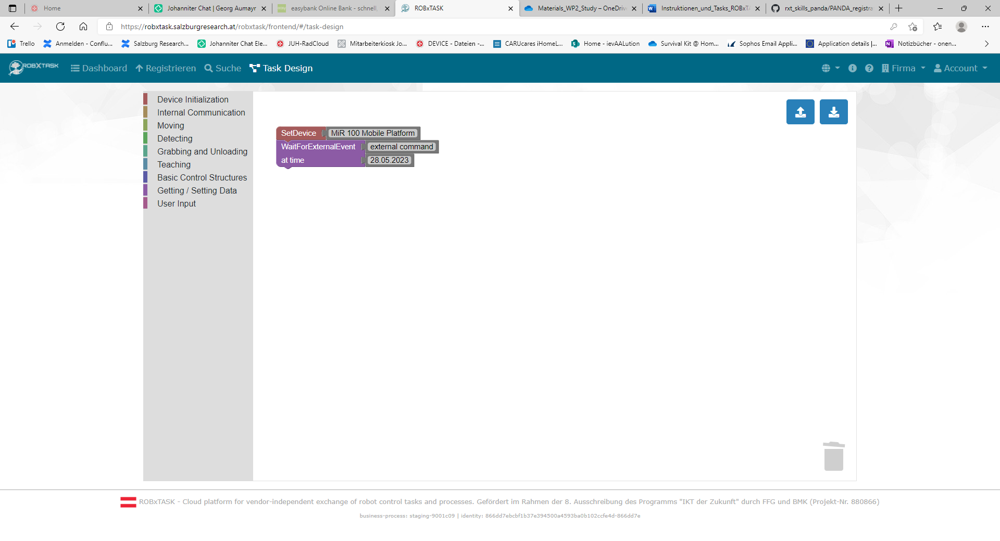 Home
Johanniter Chat | Georg Aumayr
easybank Online Bank - schnell,
ROBxTASK
Materials_WP2_Study – OneDriv
Instruktionen_und_Tasks_ROBxTA
rxt_skills_panda/PANDA_registra
https://robxtask.salzburgresearch.at/robxtask/frontend/#/task-design
Trello
Anmelden - Conflu...
Salzburg Research...
Johanniter Chat Ele...
JUH-RadCloud
Mitarbeiterkiosk Jo...
DEVICE - Dateien -...
CARUcares iHomeL...
Home - ievAALution
Survival Kit @ Hom...
Sophos Email Appli...
Application details |...
Notizbücher - onen...
ROBXTASK
Dashboard
Registrieren
Suche
Task Design
Firma
Account
Device Initialization
Internal Communication
Moving
Detecting
Grabbing and Unloading
Teaching
Basic Control Structures
Getting / Setting Data
User Input
SetDevice MiR 100 Mobile Platform
WaitForExternalEvent external command
at time 28.05.2023
ROBxTASK - Cloud platform for vendor-independent exchange of robot control tasks and processes. Gefördert im Rahmen der 8. Ausschreibung des Programms "IKT der Zukunft" durch FFG und BMK (Projekt-Nr. 880866)
business-process: staging-9001c09 | identity: 866dd7ebcbf1b37e394500a4593ba0b102ccfe4d-866dd7e